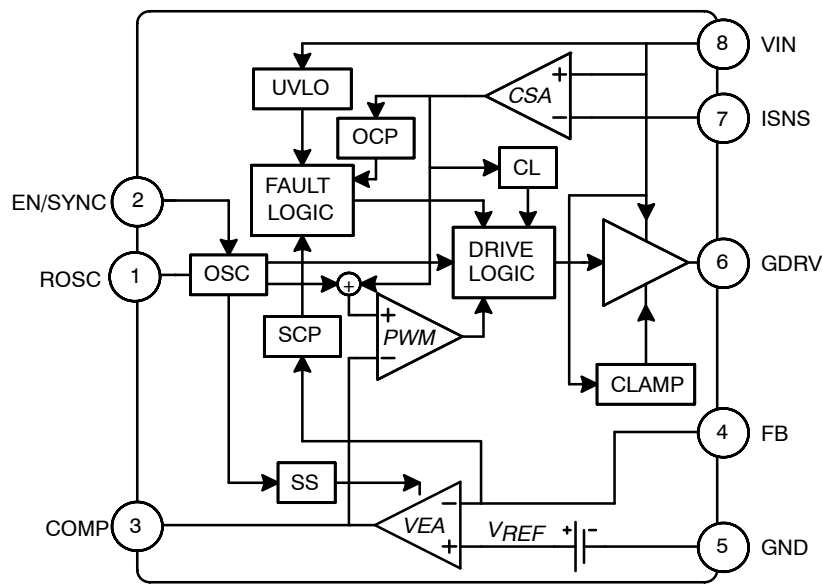 8 VIN
UVLO
CSA
+
−
OCP
7 ISNS
CL
EN/SYNC 2
FAULT
LOGIC
DRIVE
LOGIC
ROSC 1
OSC
+
6 GDRV
+
−
PWM
SCP
CLAMP
4 FB
SS
−
COMP 3
VEA
+
VREF
+ −
5 GND